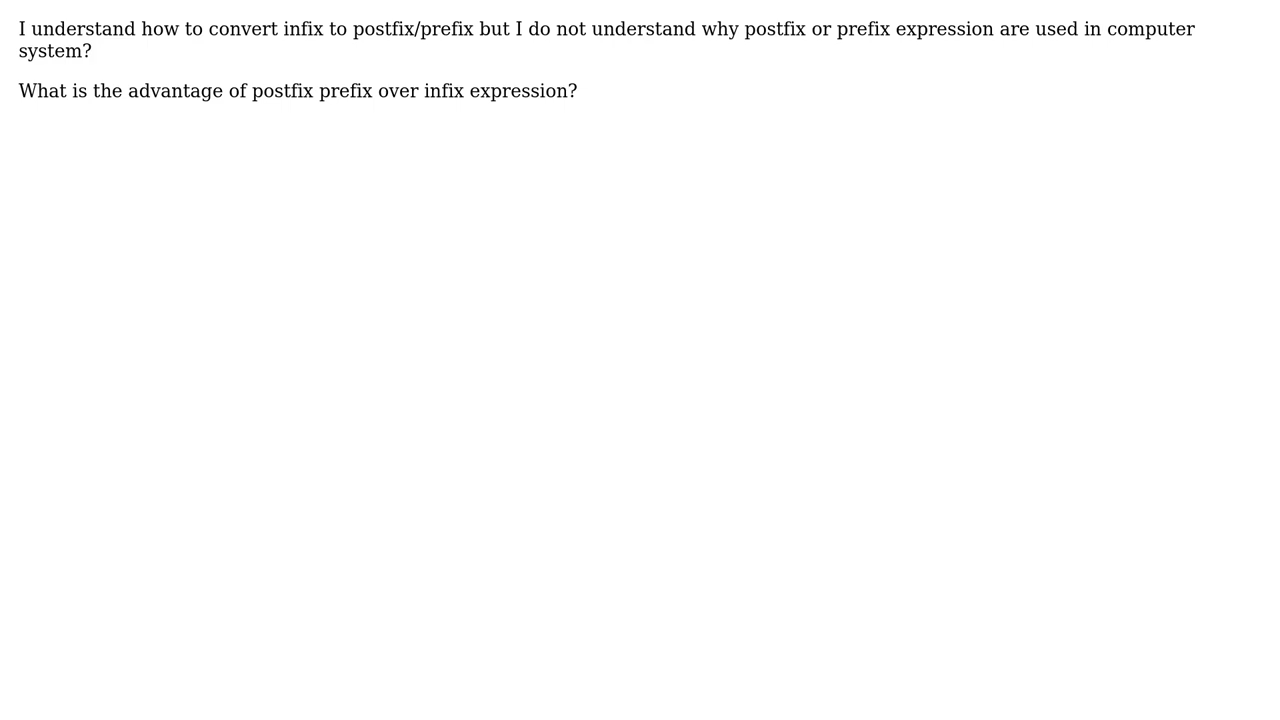 I understand how to convert infix to postfix/prefix but I do not understand why postfix or prefix expression are used in computer
system?
What is the advantage of postfix prefix over infix expression?